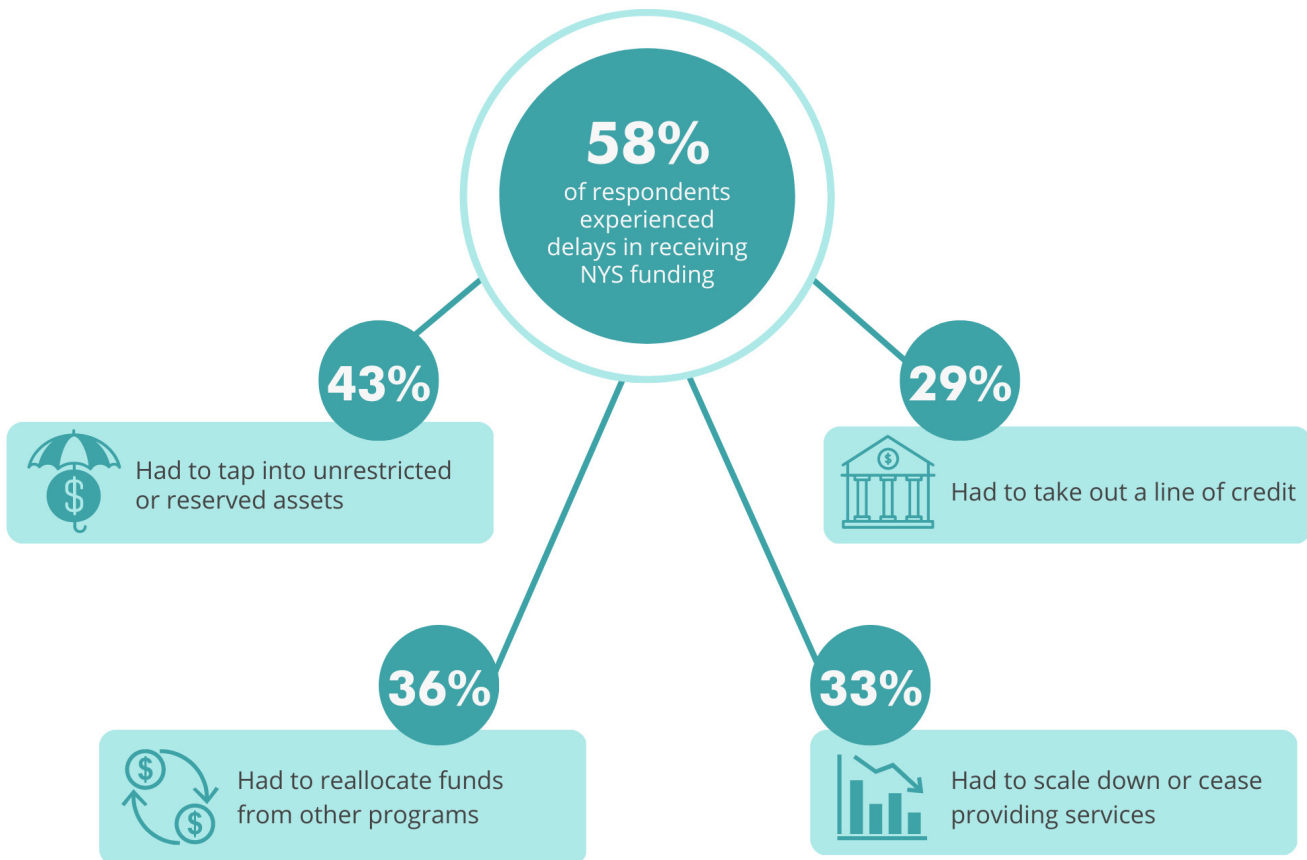 58%
of respondents
experienced
delays in receiving
NYS funding
43%
Had to tap into unrestricted
or reserved assets
29%
Had to take out a line of credit
36%
Had to reallocate funds
from other programs
33%
Had to scale down or cease
providing services